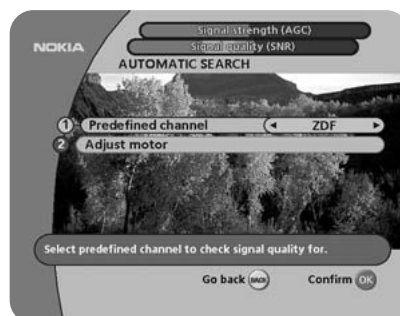 Signal strength (AGC)
NOKIA
Signal quality (SNR)
AUTOMATIC SEARCH
1 Predefined channel ZDF
2 Adjust motor
Select predefined channel to check signal quality for.
Go back BACK Confirm OK